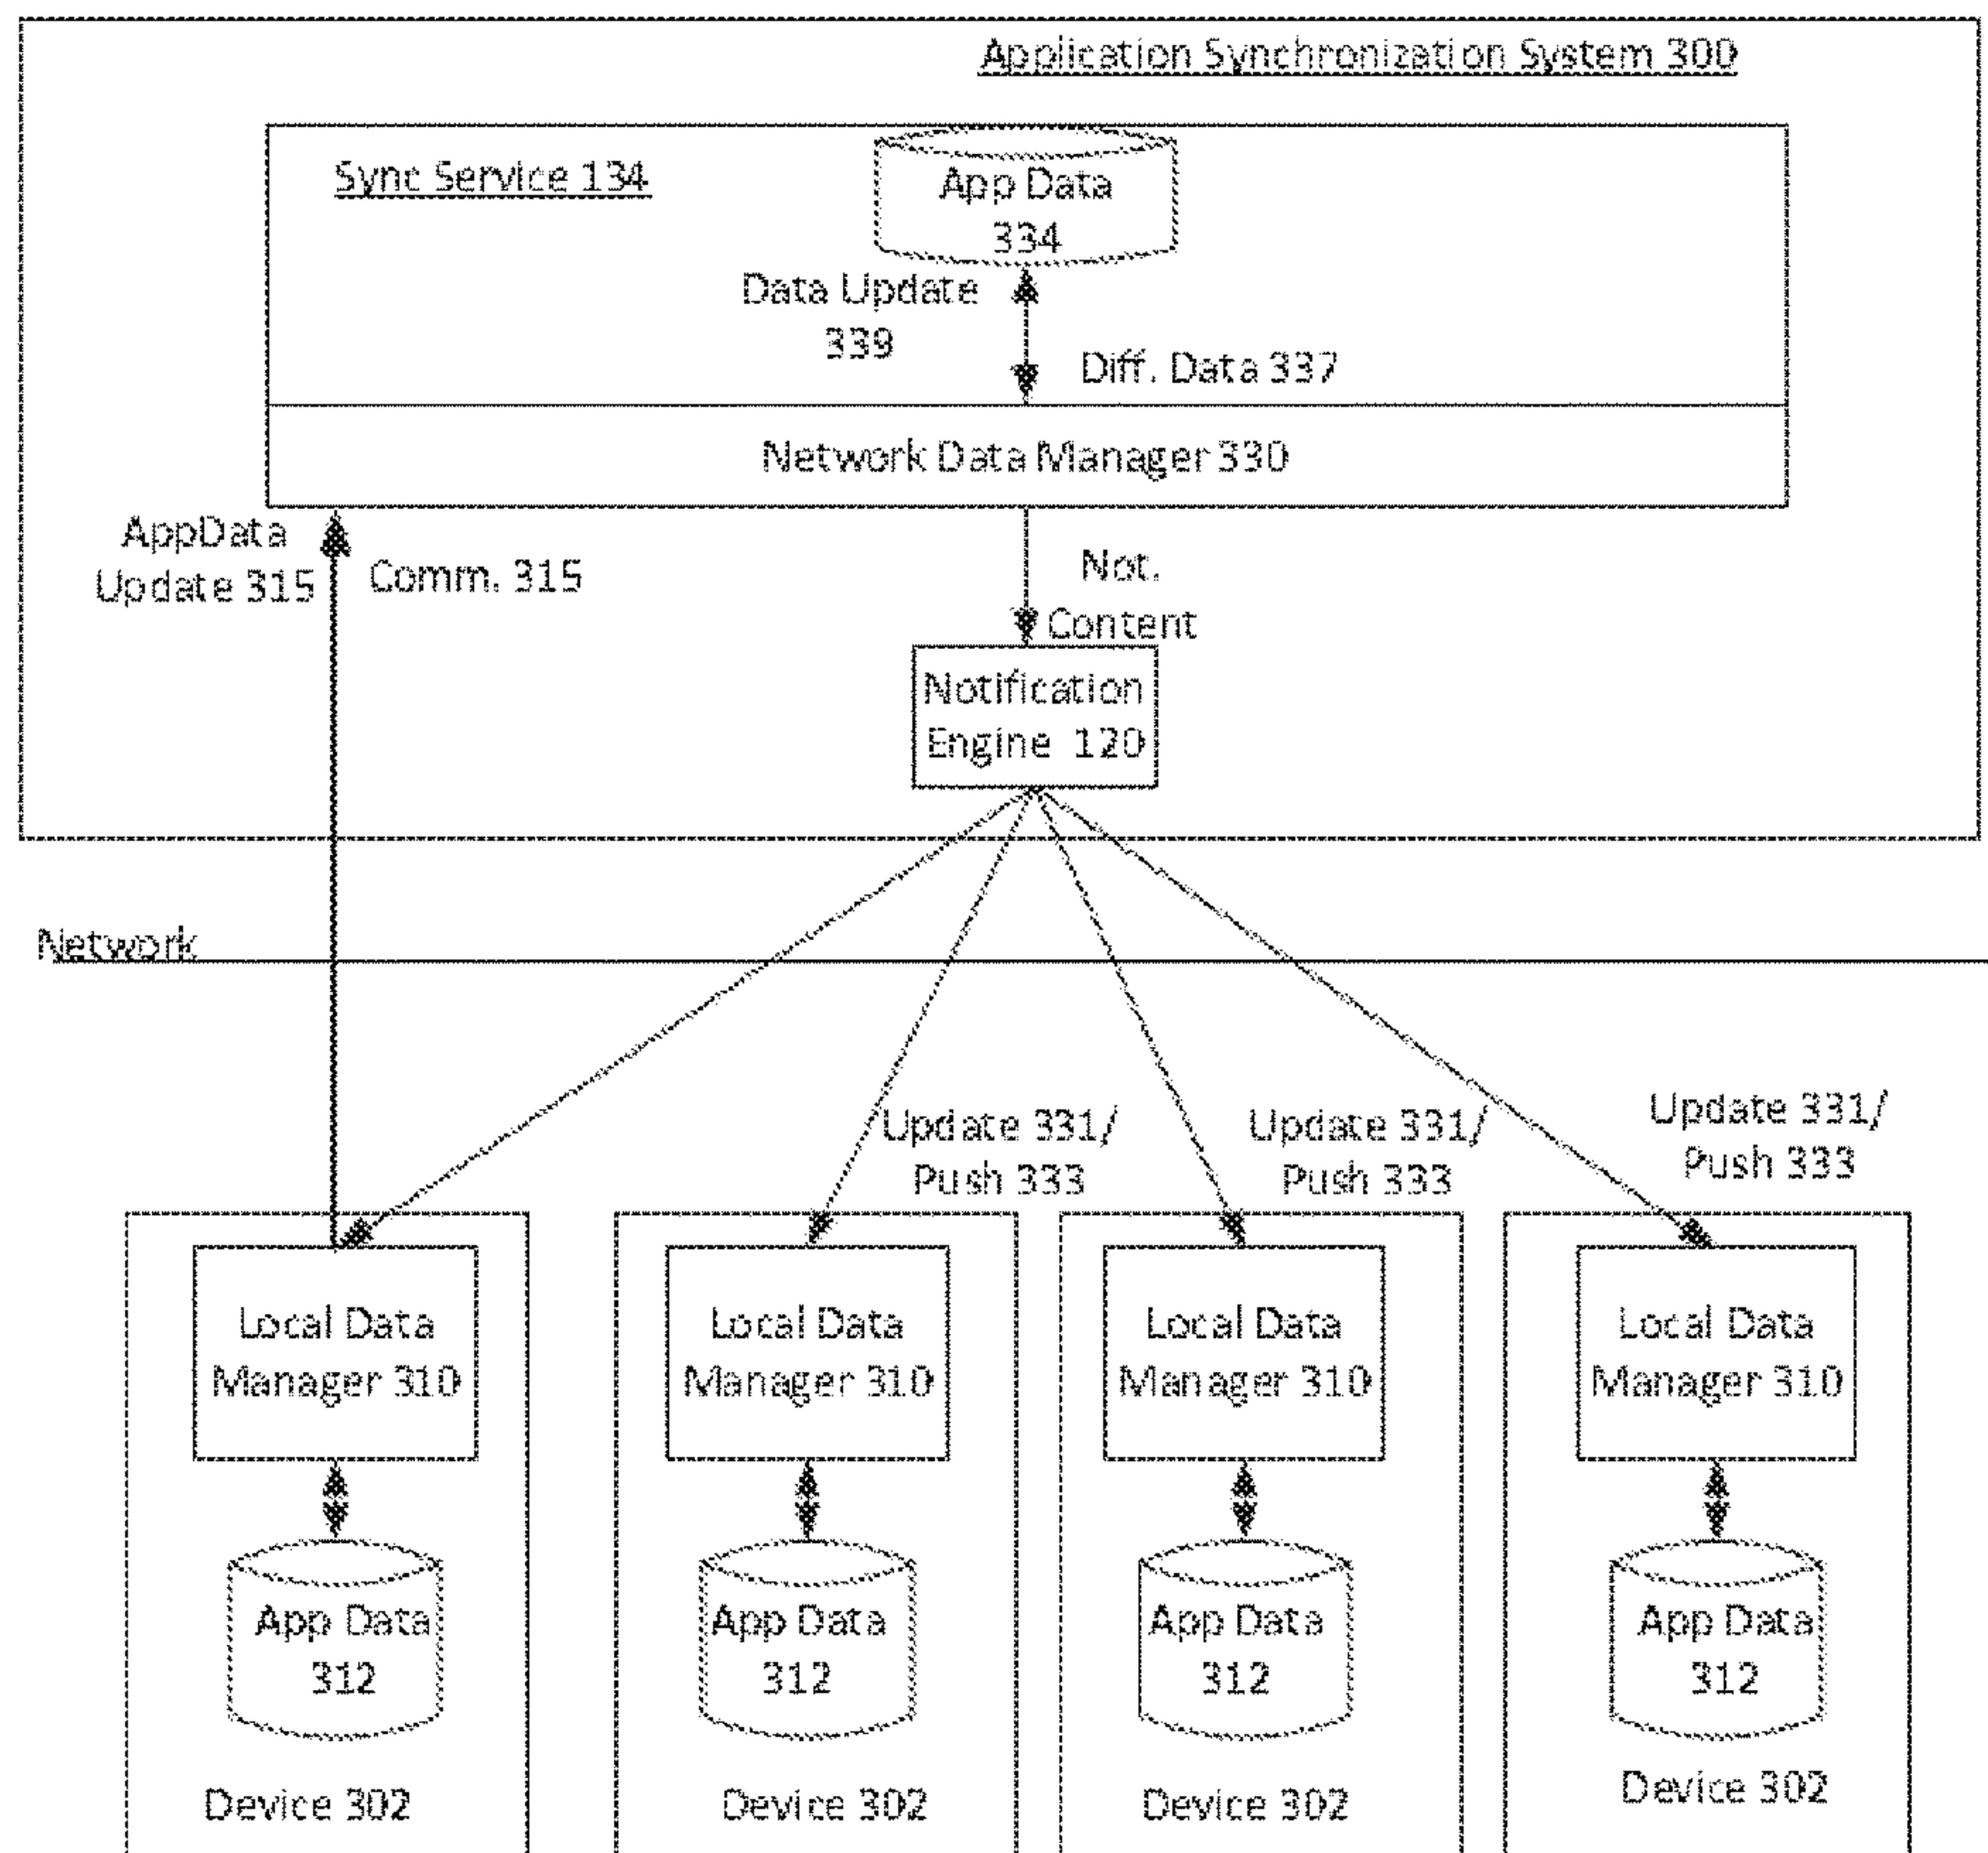 Application Synchronization System 300
Sync Service 134
App Data
334
Data Update
339
Diff. Data 337
Network Data Manager 330
AppData
Update 315
Comm. 315
Not.
Content
Notification
Engine 120
Network
Update 331/
Push 333
Update 331/
Push 333
Update 331/
Push 333
Local Data
Manager 310
Local Data
Manager 310
Local Data
Manager 310
Local Data
Manager 310
App Data
312
App Data
312
App Data
312
App Data
312
Device 302
Device 302
Device 302
Device 302